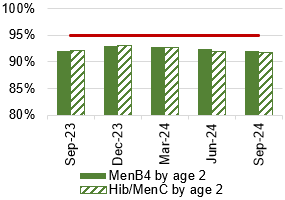 100%
95%
90%
85%
80%
Sep-23
Dec-23
Mar-24
Jun-24
Sep-24
MenB4 by age 2
Hib/MenC by age 2